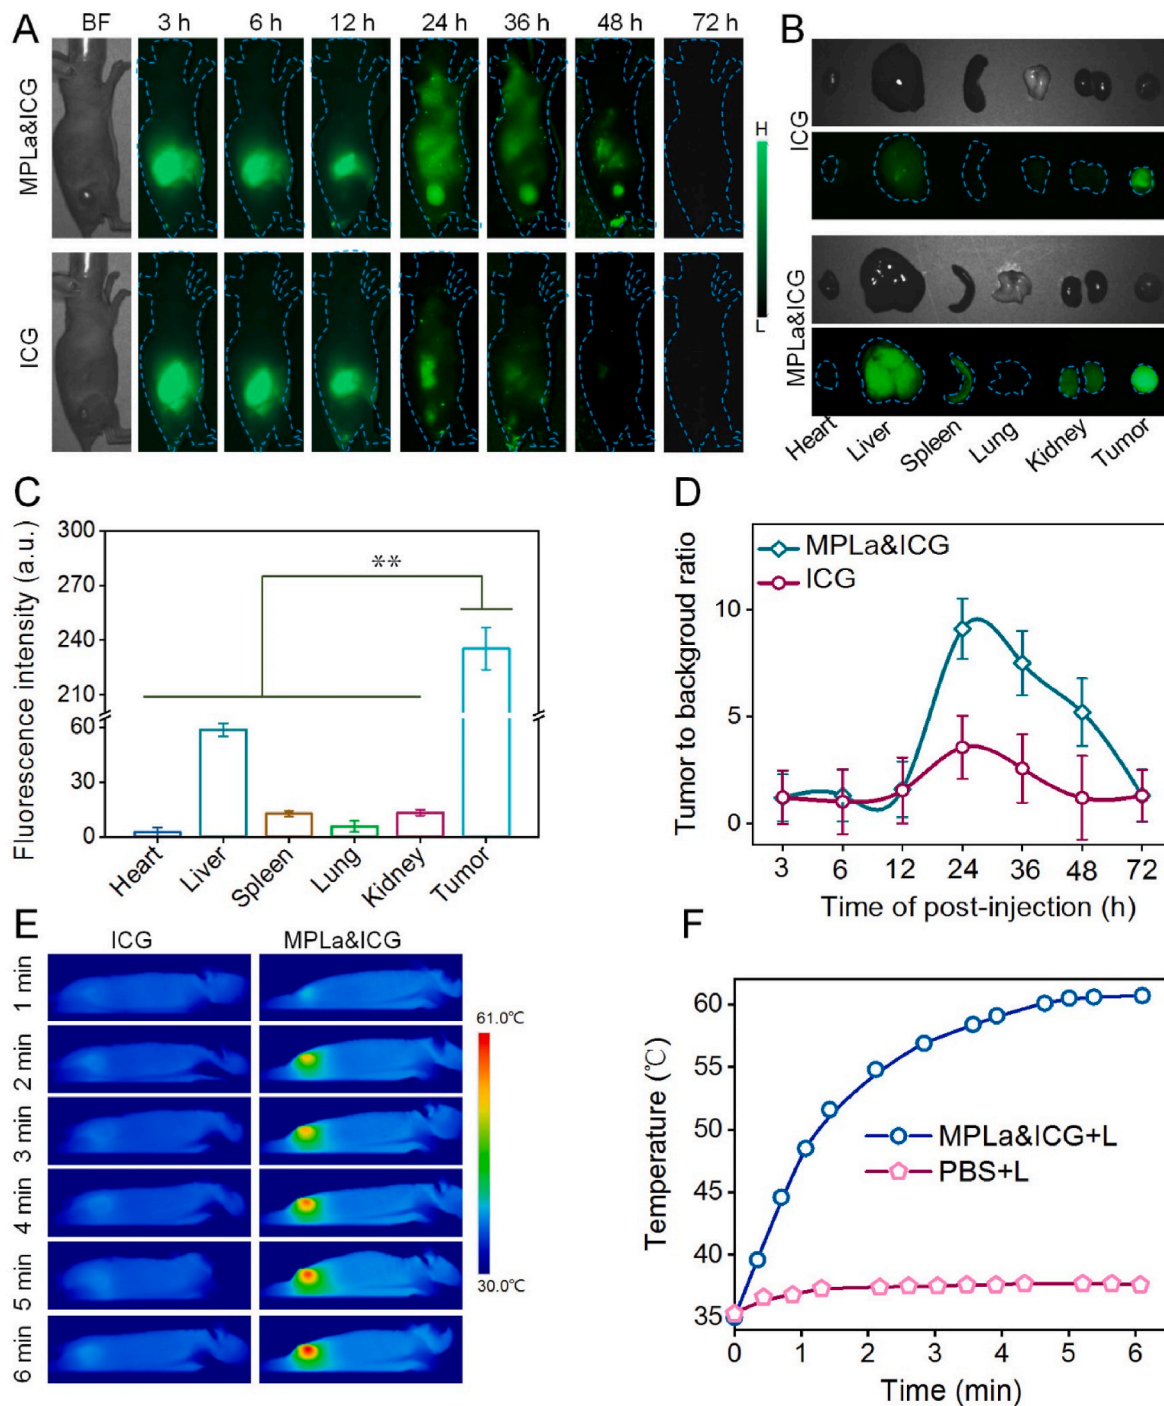 A
BF 3 h 6 h 12 h 24 h 36 h 48 h 72 h
MPLa&ICG
ICG
H
L
B
ICG
MPLa&ICG
Heart Liver Spleen Lung Kidney Tumor
C
Fluorescence intensity (a.u.)
300
270
240
210
60
30
0
**
Heart Liver Spleen Lung Kidney Tumor
D
Tumor to backgroud ratio
10
5
0
MPLa&ICG
ICG
3 6 12 24 36 48 72
Time of post-injection (h)
E
ICG MPLa&ICG
1 min
2 min
3 min
4 min
5 min
6 min
61.0℃
30.0℃
F
Temperature (℃)
60
55
50
45
40
35
MPLa&ICG+L
PBS+L
0 1 2 3 4 5 6
Time (min)